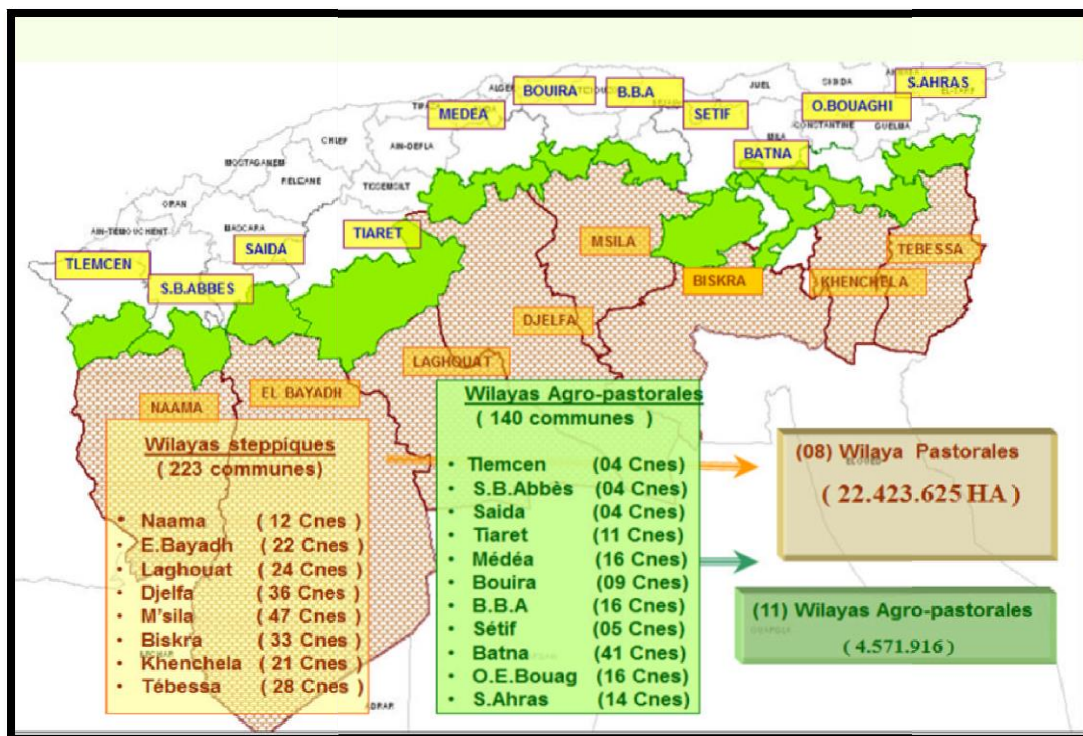 S.AHRAS
BOUIRA
B.B.A
MEDEA
SETIF
O.BOUAGHI
JIJEL
SKIKDA
MILA
CONSTANTINE
GUELMA
EL-TARF
BATNA
CHLEF
AIN-DEFLA
MOSTAGANEM
RELIZANE
TISSEMSILT
ORAN
AIN-TEMOUCHENT
MASCARA
TIARET
SAIDA
TLEMCEN
S.B.ABBES
MSILA
TEBESSA
BISKRA
KHENCHELA
DJELFA
LAGHOUAT
EL BAYADH
NAAMA
Wilayas steppiques
( 223 communes)
• Naama ( 12 Cnes )
• E.Bayadh ( 22 Cnes )
• Laghouat ( 24 Cnes )
• Djelfa ( 36 Cnes )
• M'sila ( 47 Cnes )
• Biskra ( 33 Cnes )
• Khenchela ( 21 Cnes )
• Tébessa ( 28 Cnes )
Wilayas Agro-pastorales
( 140 communes )
• Tlemcen (04 Cnes)
• S.B.Abbès (04 Cnes)
• Saida (04 Cnes)
• Tiaret (11 Cnes)
• Médéa (16 Cnes)
• Bouira (09 Cnes)
• B.B.A (16 Cnes)
• Sétif (05 Cnes)
• Batna (41 Cnes)
• O.E.Bouag (16 Cnes)
• S.Ahras (14 Cnes)
(08) Wilaya Pastorales
( 22.423.625 HA )
(11) Wilayas Agro-pastorales
( 4.571.916 )
ADRAR